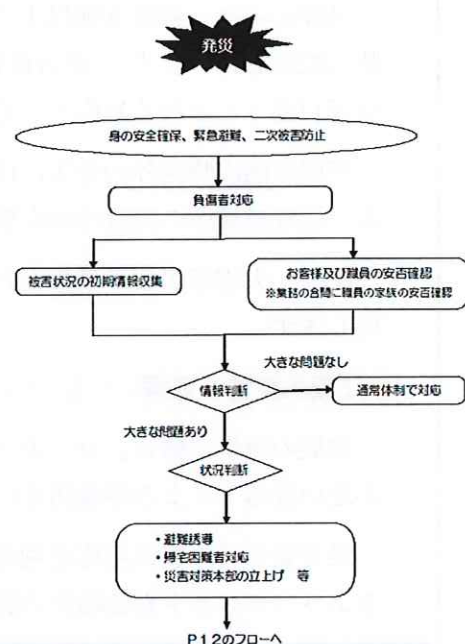 発災
身の安全確保、緊急避難、二次被害防止
負傷者対応
被害状況の初期情報収集
お客様及び職員の安否確認
※業務の合間に職員の家族の安否確認
大きな問題なし
情報判断
通常体制で対応
大きな問題あり
状況判断
・避難誘導
・帰宅困難者対応
・災害対策本部の立上げ 等
P12のフローへ